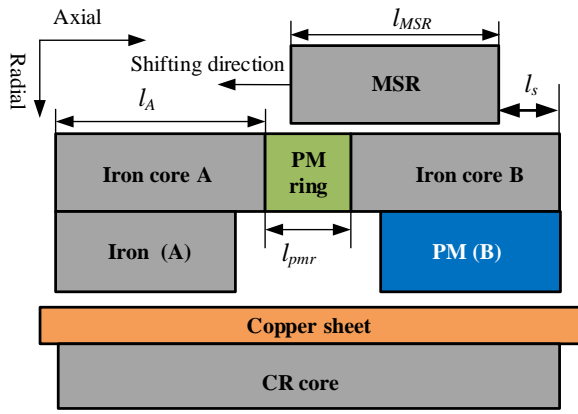 Axial
Radial
Shifting direction
l_MSR
MSR
l_s
l_A
Iron core A
PM
ring
Iron core B
l_pmr
Iron (A)
PM (B)
Copper sheet
CR core